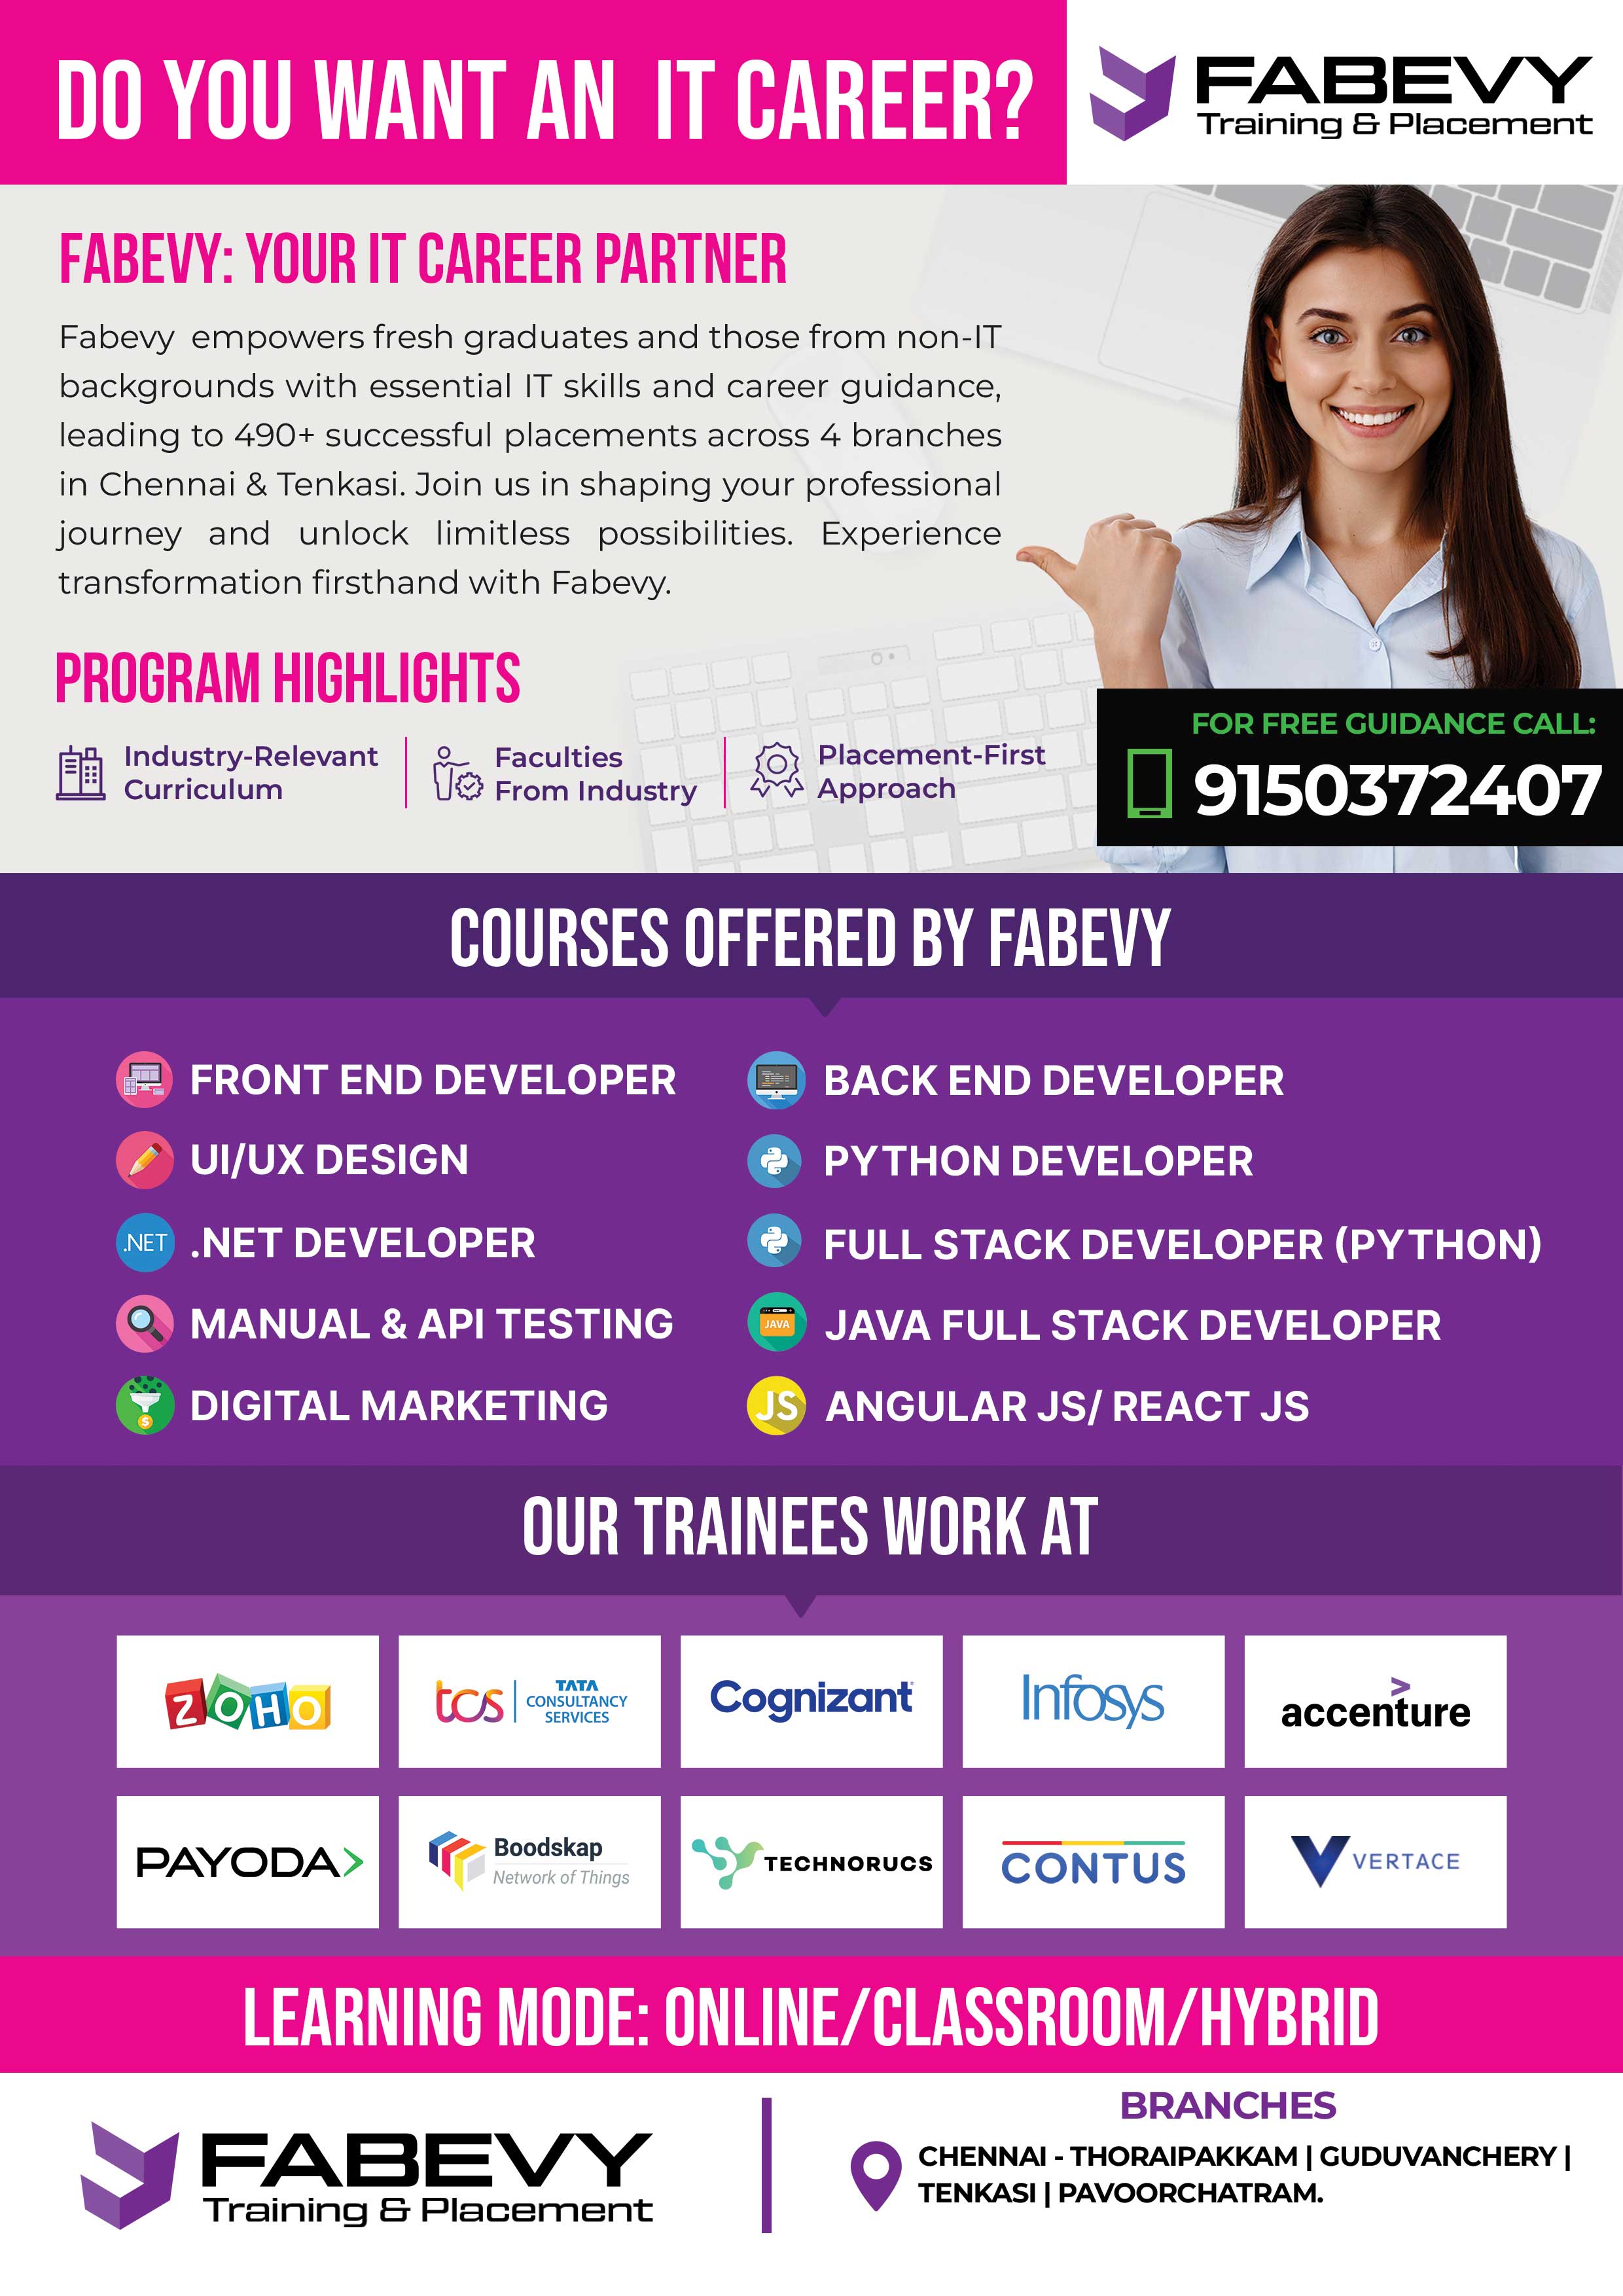 DO YOU WANT AN IT CAREER?
FABEVY
Training & Placement
FABEVY: YOUR IT CAREER PARTNER
Fabevy empowers fresh graduates and those from non-IT
backgrounds with essential IT skills and career guidance,
leading to 490+ successful placements across 4 branches
in Chennai & Tenkasi. Join us in shaping your professional
journey and unlock limitless possibilities. Experience
transformation firsthand with Fabevy.
PROGRAM HIGHLIGHTS
Industry-Relevant
Curriculum
Faculties
From Industry
Placement-First
Approach
FOR FREE GUIDANCE CALL:
9150372407
COURSES OFFERED BY FABEVY
FRONT END DEVELOPER
BACK END DEVELOPER
UI/UX DESIGN
PYTHON DEVELOPER
.NET
.NET DEVELOPER
FULL STACK DEVELOPER (PYTHON)
MANUAL & API TESTING
JAVA
JAVA FULL STACK DEVELOPER
DIGITAL MARKETING
JS
ANGULAR JS/ REACT JS
OUR TRAINEES WORK AT
ZOHO
tcs
TATA
CONSULTANCY
SERVICES
Cognizant
Infosys
accenture
PAYODA
Boodskap
Network of Things
TECHNORUCS
CONTUS
VERTACE
LEARNING MODE: ONLINE/CLASSROOM/HYBRID
FABEVY
Training & Placement
BRANCHES
CHENNAI - THORAIPAKKAM | GUDUVANCHERY |
TENKASI | PAVOORCHATRAM.